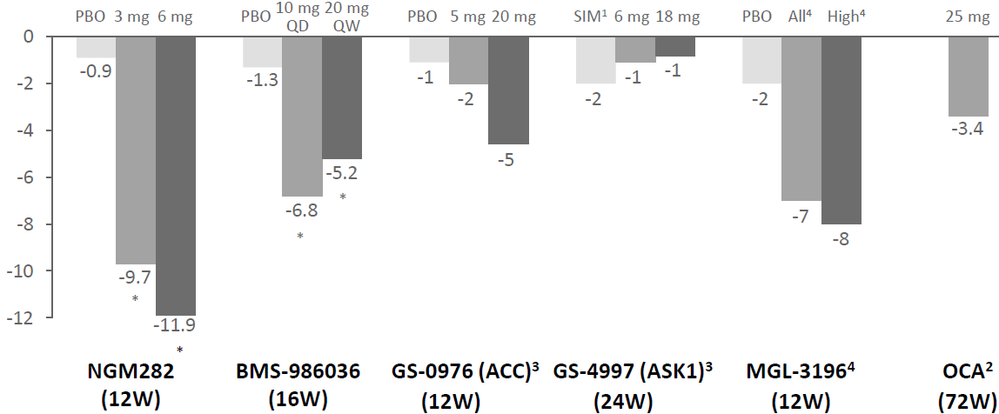 PBO 3 mg 6 mg PBO 10 mg QD 20 mg QW PBO 5 mg 20 mg SIM¹ 6 mg 18 mg PBO All⁴ High⁴ 25 mg
0
-2
-4
-6
-8
-10
-12
-0.9 -9.7 * -11.9 *
-1.3 -6.8 * -5.2 *
-1 -2 -5
-2 -1 -1
-2 -7 -8
-3.4
NGM282
(12W)
BMS-986036
(16W)
GS-0976 (ACC)³
(12W)
GS-4997 (ASK1)³
(24W)
MGL-3196⁴
(12W)
OCA²
(72W)